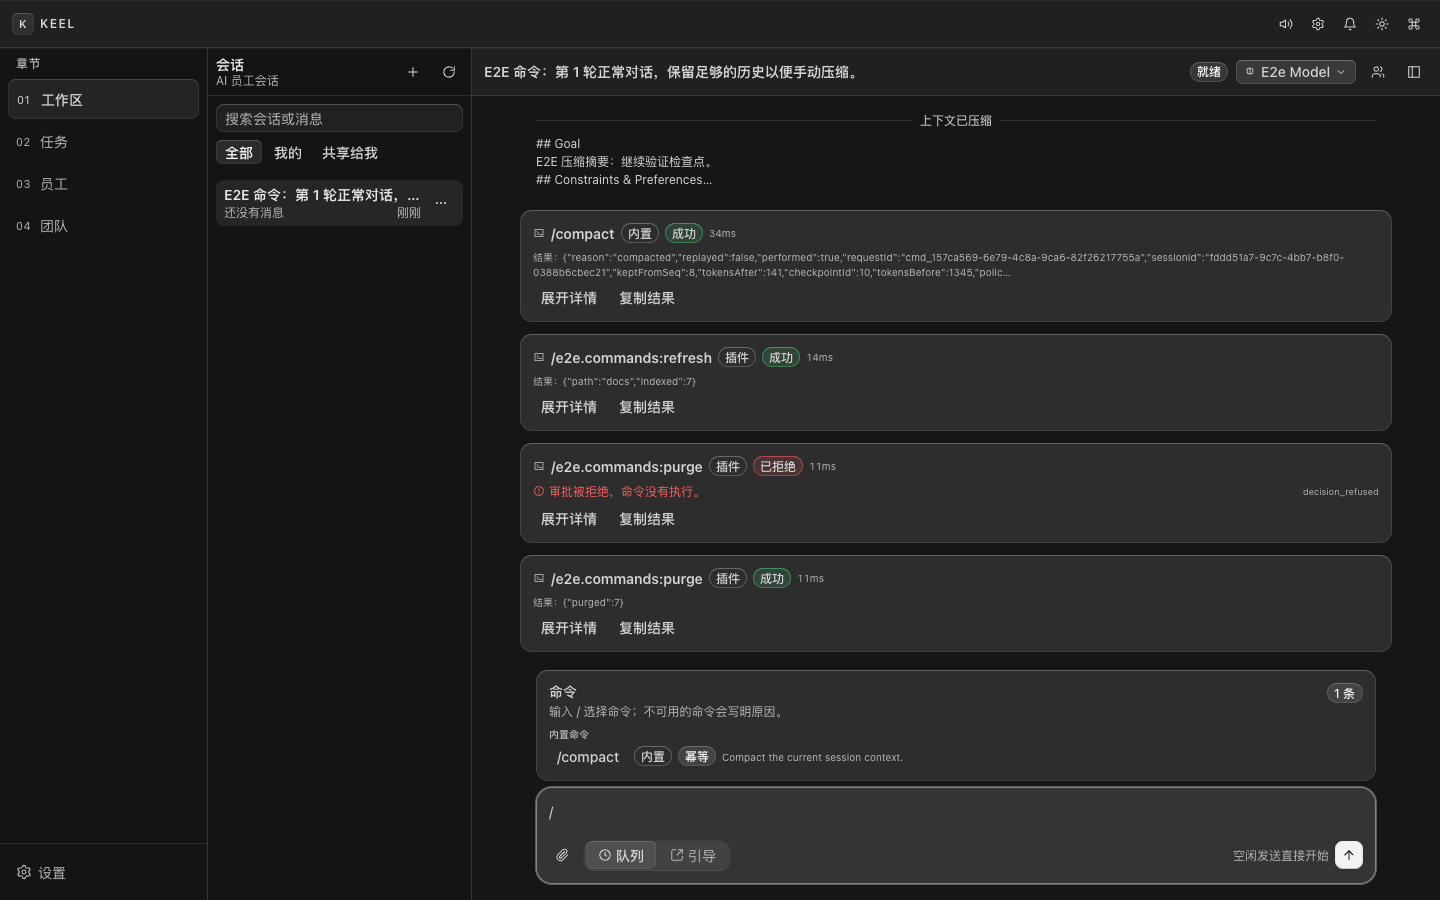 K KEEL
章节
01 工作区
02 任务
03 员工
04 团队
设置
会话
AI 员工会话
搜索会话或消息
全部 我的 共享给我
E2E 命令：第 1 轮正常对话，...
还没有消息 刚刚
E2E 命令：第 1 轮正常对话，保留足够的历史以便手动压缩。
就绪 E2e Model
上下文已压缩
## Goal
E2E 压缩摘要：继续验证检查点。
## Constraints & Preferences...
/compact 内置 成功 34ms
结果：{"reason":"compacted","replayed":false,"performed":true,"requestId":"cmd_157ca569-6e79-4c8a-9ca6-82f26217755a","sessionId":"fddd51a7-9c7c-4bb7-b8f0-
0388b6cbec21","keptFromSeq":8,"tokensAfter":141,"checkpointId":10,"tokensBefore":1345,"polic...
展开详情 复制结果
/e2e.commands:refresh 插件 成功 14ms
结果：{"path":"docs","indexed":7}
展开详情 复制结果
/e2e.commands:purge 插件 已拒绝 11ms
审批被拒绝，命令没有执行。 decision_refused
展开详情 复制结果
/e2e.commands:purge 插件 成功 11ms
结果：{"purged":7}
展开详情 复制结果
命令 1 条
输入 / 选择命令；不可用的命令会写明原因。
内置命令
/compact 内置 幂等 Compact the current session context.
/
队列 引导 空闲发送直接开始